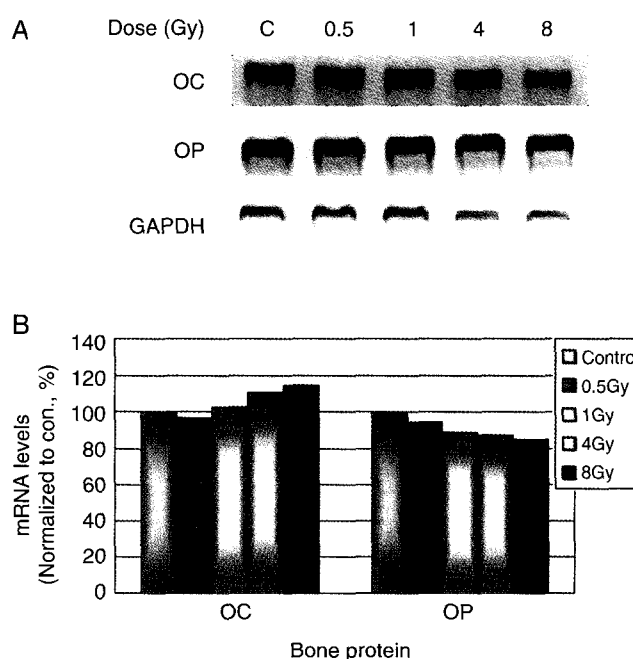 A
Dose (Gy) C 0.5 1 4 8
OC
OP
GAPDH
B
140
120
100
80
60
40
20
0
mRNA levels
(Normalized to con., %)
OC OP
Bone protein
Control
0.5Gy
1Gy
4Gy
8Gy